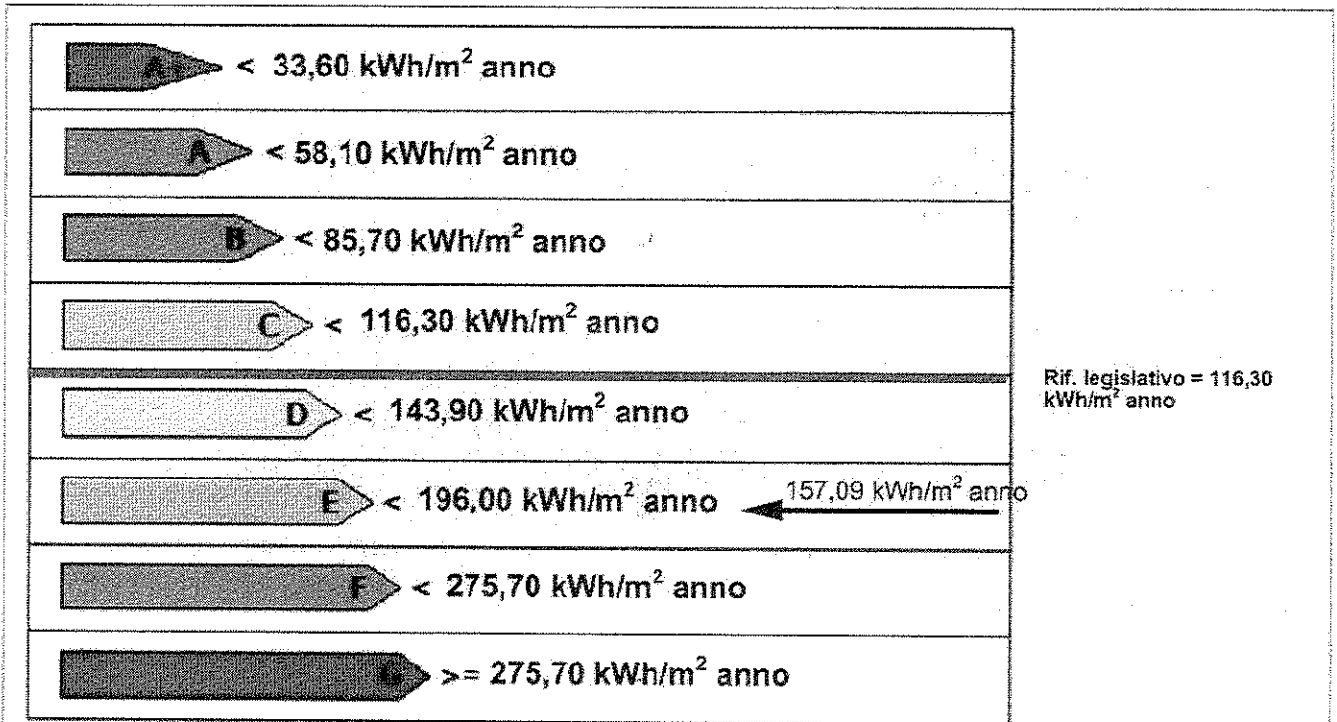 A+ < 33,60 kWh/m² anno
A < 58,10 kWh/m² anno
B < 85,70 kWh/m² anno
C < 116,30 kWh/m² anno
Rif. legislativo = 116,30
kWh/m² anno
D < 143,90 kWh/m² anno
E < 196,00 kWh/m² anno 157,09 kWh/m² anno
F < 275,70 kWh/m² anno
G >= 275,70 kWh/m² anno